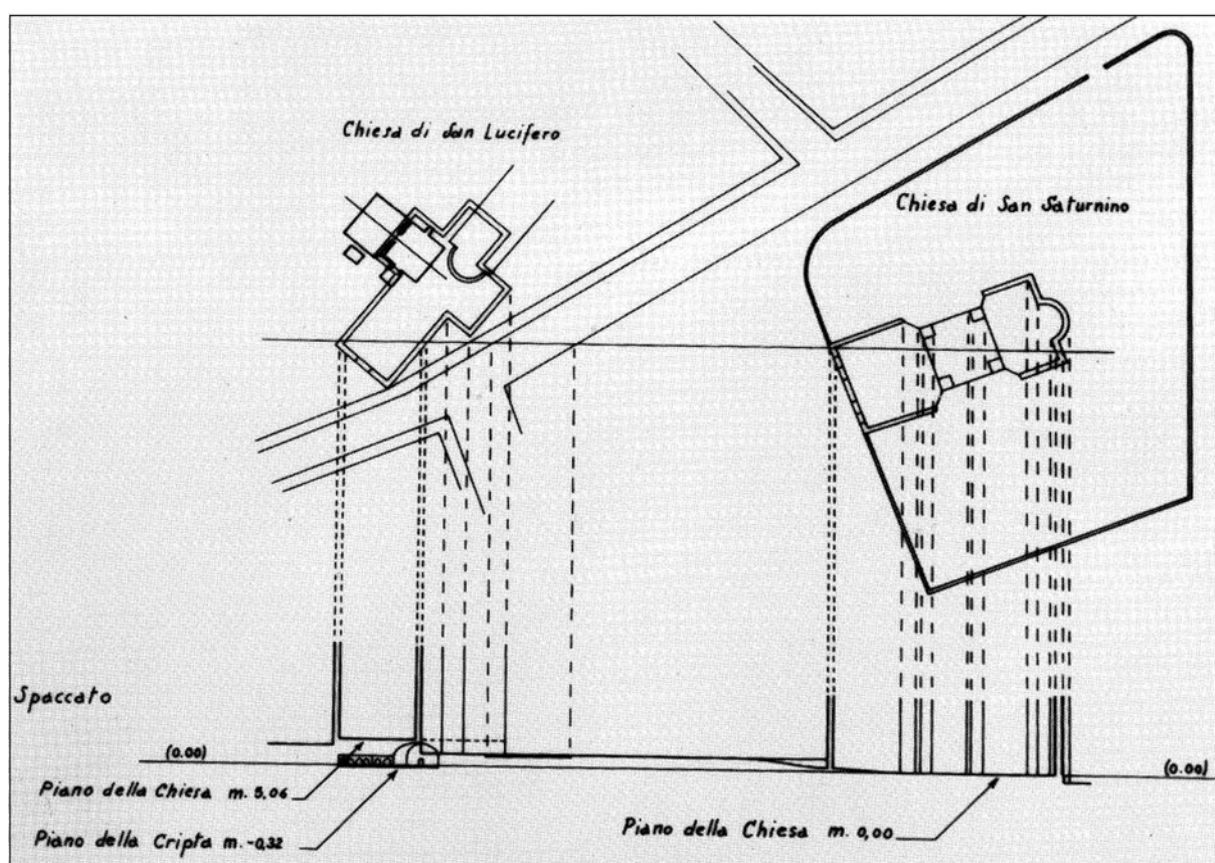 Chiesa di San Lucifero
Chiesa di San Saturnino
Spaccato
(0.00)
(0.00)
Piano della Chiesa m. 5,06
Piano della Cripta m. -0,32
Piano della Chiesa m. 0,00